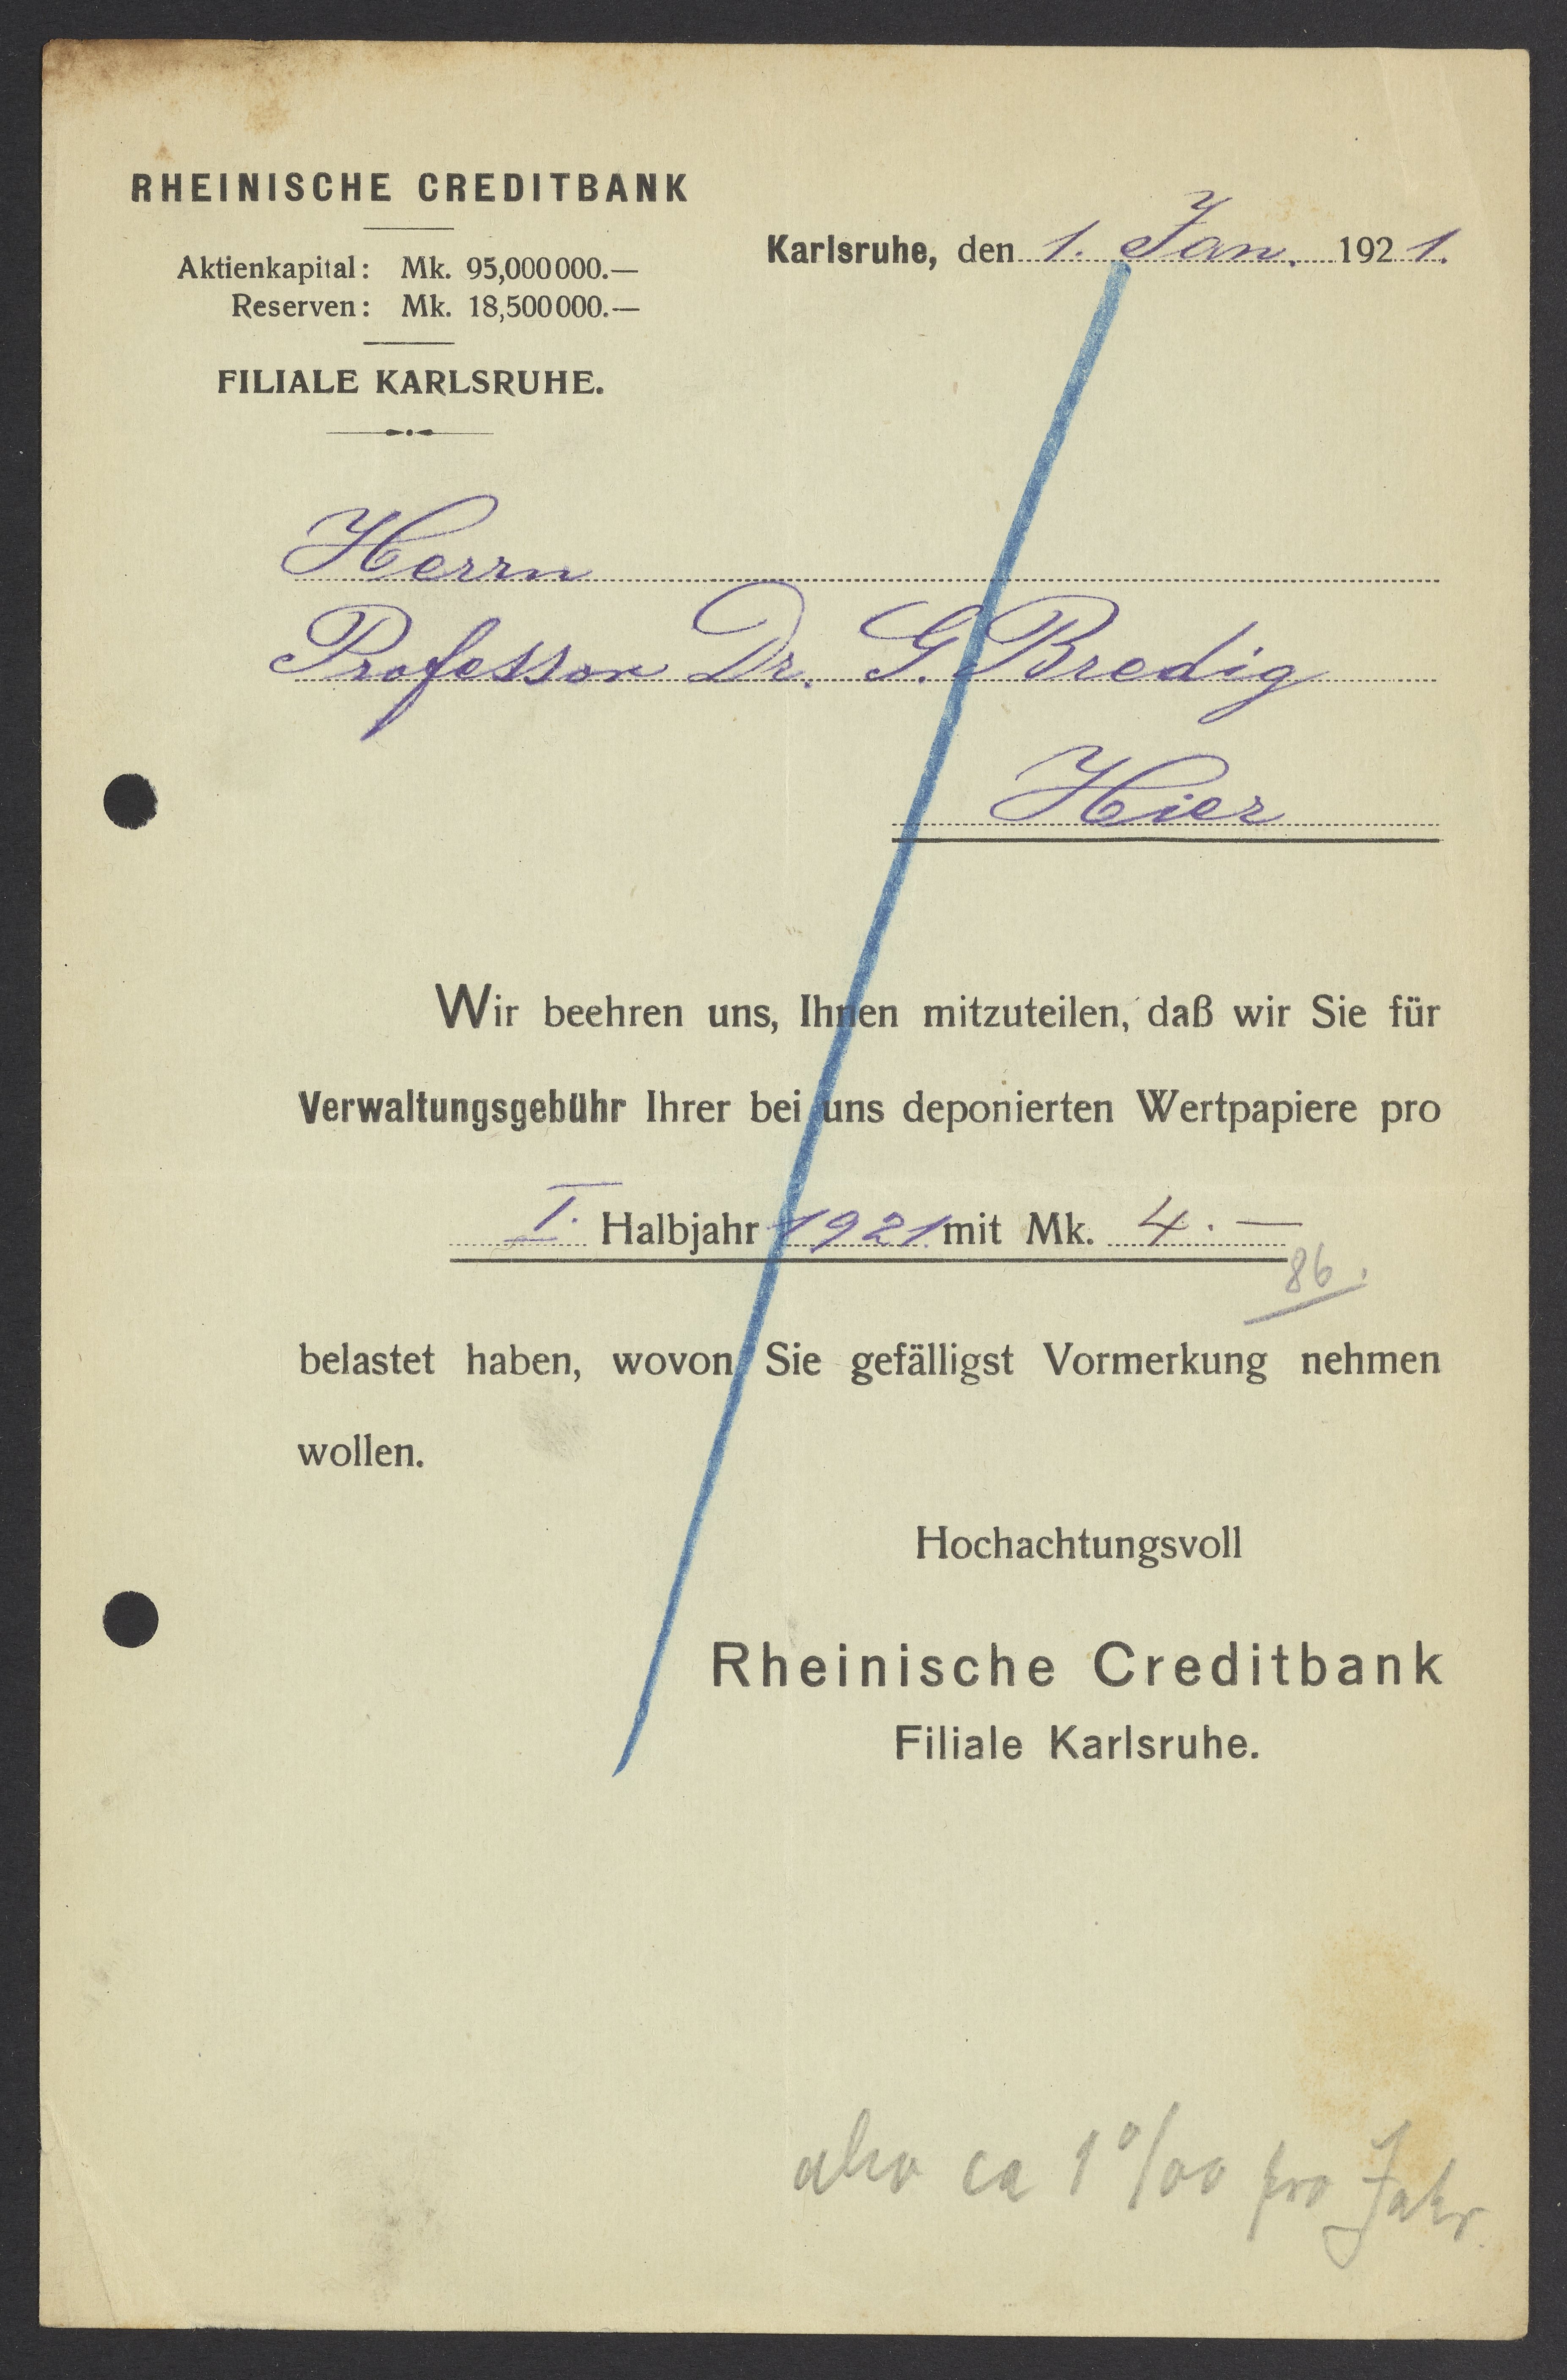 RHEINISCHE CREDITBANK
Aktienkapital: Mk. 95,000000.—
Reserven: Mk. 18,500000.—
FILIALE KARLSRUHE.
Karlsruhe, den 1. Jan. 1921.
Herrn
Professor Dr. G. Bredig
Hier
Wir beehren uns, Ihnen mitzuteilen, daß wir Sie für
Verwaltungsgebühr Ihrer bei uns deponierten Wertpapiere pro
I. Halbjahr 1921. mit Mk. 4.—
86.
belastet haben, wovon Sie gefälligst Vormerkung nehmen
wollen.
Hochachtungsvoll
Rheinische Creditbank
Filiale Karlsruhe.
also ca 1 0/00 pro Jahr.